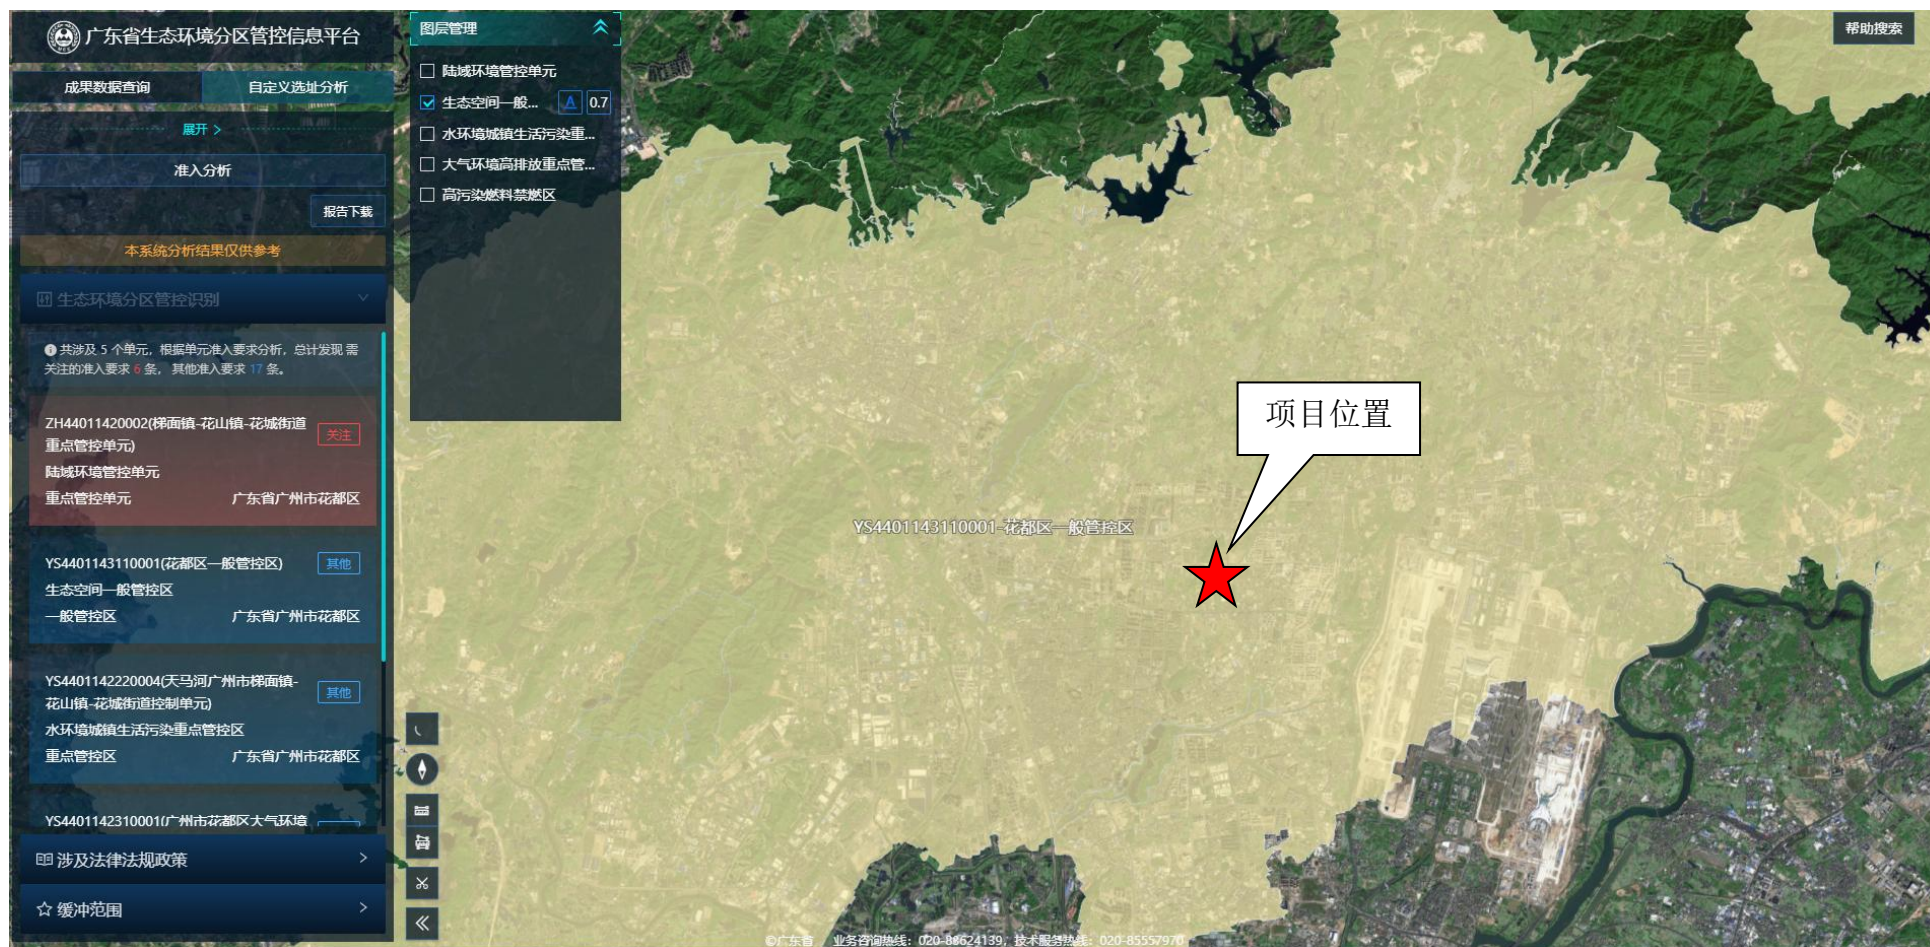 广东省生态环境分区管控信息平台
成果数据查询
自定义选址分析
展开 >
准入分析
报告下载
本系统分析结果仅供参考
生态环境分区管控识别
共涉及 5 个单元，根据单元准入要求分析，总计发现 需
关注的准入要求 6 条， 其他准入要求 17 条。
ZH44011420002(梯面镇-花山镇-花城街道
重点管控单元)
关注
陆域环境管控单元
重点管控单元
广东省广州市花都区
YS4401143110001(花都区一般管控区)
其他
生态空间一般管控区
一般管控区
广东省广州市花都区
YS4401142220004(天马河广州市梯面镇-
花山镇-花城街道控制单元)
其他
水环境城镇生活污染重点管控区
重点管控区
广东省广州市花都区
YS4401142310001(广州市花都区大气环境
涉及法律法规政策
缓冲范围
图层管理
陆域环境管控单元
生态空间一般...
A
0.7
水环境城镇生活污染重...
大气环境高排放重点管...
高污染燃料禁燃区
帮助搜索
项目位置
YS4401143110001-花都区一般管控区
©广东省 业务咨询热线：020-88624139，技术服务热线：020-85557970